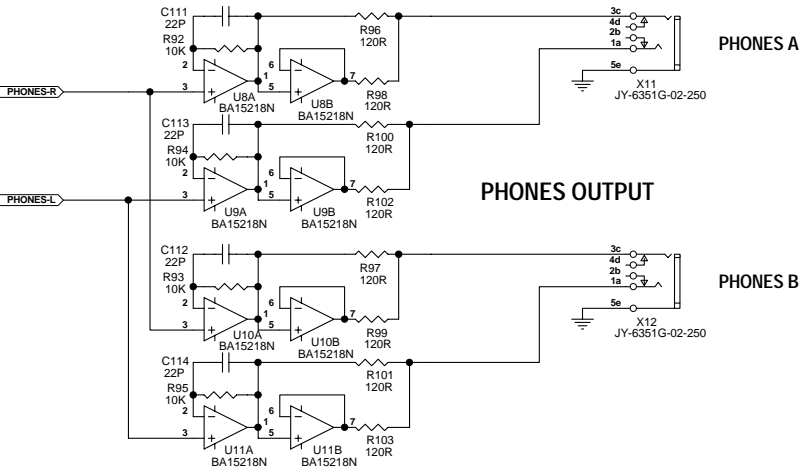 C111
22P
R92
10K
2
3
1
U8A
BA15218N
6
5
7
U8B
BA15218N
R96
120R
R98
120R
3c
4d
2b
1a
5e
X11
JY-6351G-02-250
PHONES A
PHONES-R
C113
22P
R94
10K
2
3
1
U9A
BA15218N
6
5
7
U9B
BA15218N
R100
120R
R102
120R
PHONES-L
PHONES OUTPUT
C112
22P
R93
10K
2
3
1
U10A
BA15218N
6
5
7
U10B
BA15218N
R97
120R
R99
120R
3c
4d
2b
1a
5e
X12
JY-6351G-02-250
PHONES B
C114
22P
R95
10K
2
3
1
U11A
BA15218N
6
5
7
U11B
BA15218N
R101
120R
R103
120R